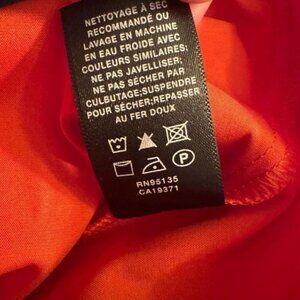 NETTOYAGE À SEC
RECOMMANDÉ OU
LAVAGE EN MACHINE
EN EAU FROIDE AVEC
COULEURS SIMILAIRES;
NE PAS JAVELLISER;
NE PAS SÉCHER PAR
CULBUTAGE;SUSPENDRE
POUR SÉCHER;REPASSER
AU FER DOUX
P
RN95135
CA19371